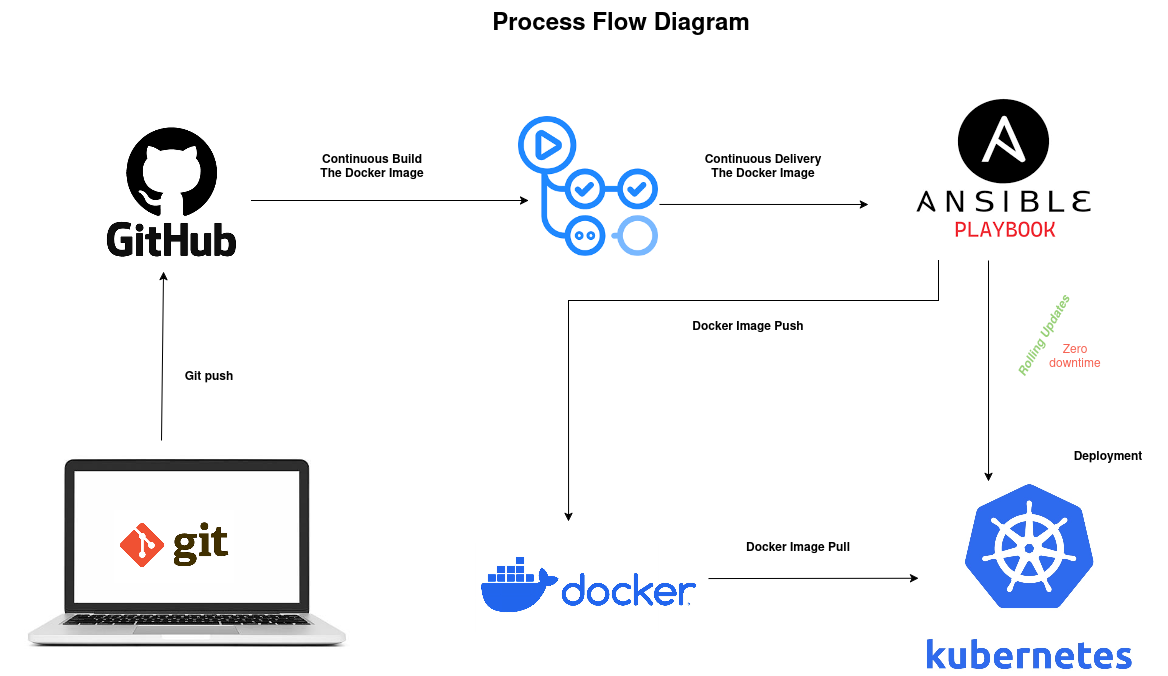 Process Flow Diagram
Continuous Build
The Docker Image
Continuous Delivery
The Docker Image
GitHub
ANSIBLE
PLAYBOOK
Docker Image Push
Rolling Updates
Zero
downtime
Git push
Deployment
git
Docker Image Pull
docker
kubernetes